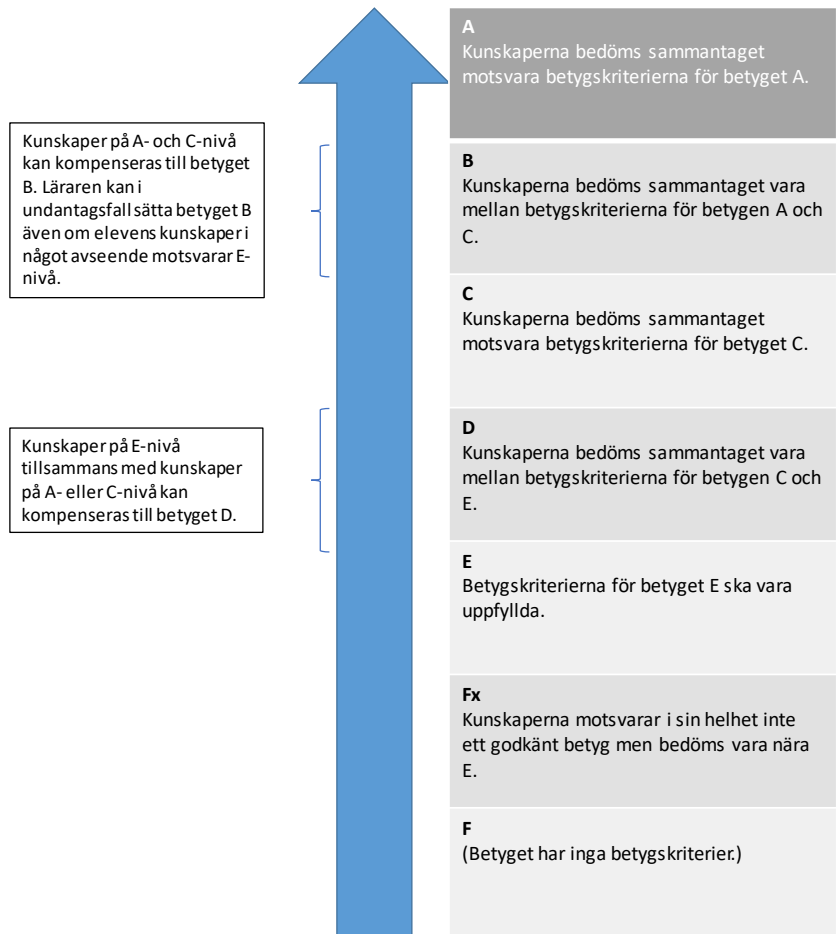 A
Kunskaperna bedöms sammantaget
motsvara betygskriterierna för betyget A.
Kunskaper på A- och C-nivå
kan kompenseras till betyget
B. Läraren kan i
undantagsfall sätta betyget B
även om elevens kunskaper i
något avseende motsvarar E-
nivå.
B
Kunskaperna bedöms sammantaget vara
mellan betygskriterierna för betygen A och
C.
C
Kunskaperna bedöms sammantaget
motsvara betygskriterierna för betyget C.
Kunskaper på E-nivå
tillsammans med kunskaper
på A- eller C-nivå kan
kompenseras till betyget D.
D
Kunskaperna bedöms sammantaget vara
mellan betygskriterierna för betygen C och
E.
E
Betygskriterierna för betyget E ska vara
uppfyllda.
Fx
Kunskaperna motsvarar i sin helhet inte
ett godkänt betyg men bedöms vara nära
E.
F
(Betyget har inga betygskriterier.)